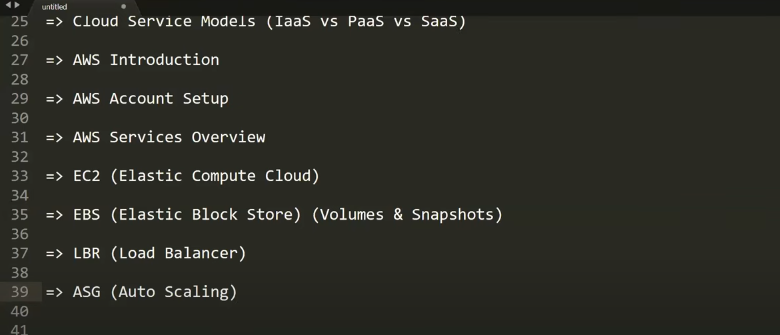 untitled
25 => Cloud Service Models (IaaS vs PaaS vs SaaS)
26
27 => AWS Introduction
28
29 => AWS Account Setup
30
31 => AWS Services Overview
32
33 => EC2 (Elastic Compute Cloud)
34
35 => EBS (Elastic Block Store) (Volumes & Snapshots)
36
37 => LBR (Load Balancer)
38
39 => ASG (Auto Scaling)
40
41